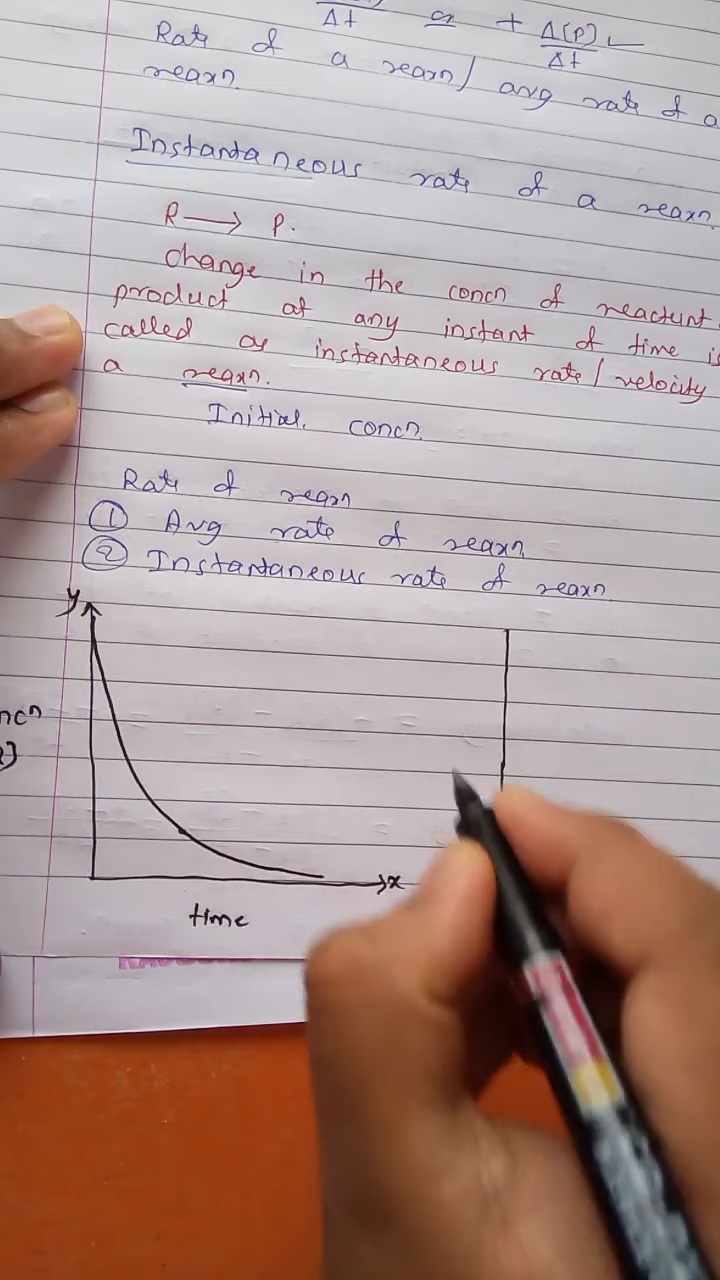 Δt or + Δ[P]
Δt
Rate of a reaxn / avg rate of a
reaxn.
Instantaneous rate of a reaxn.
R → P.
change in the concn of reactant
product at any instant of time is
called as instantaneous rate / velocity
a reaxn.
Initial concn.
Rate of reaxn
① Avg rate of reaxn
② Instantaneous rate of reaxn
y
x
time